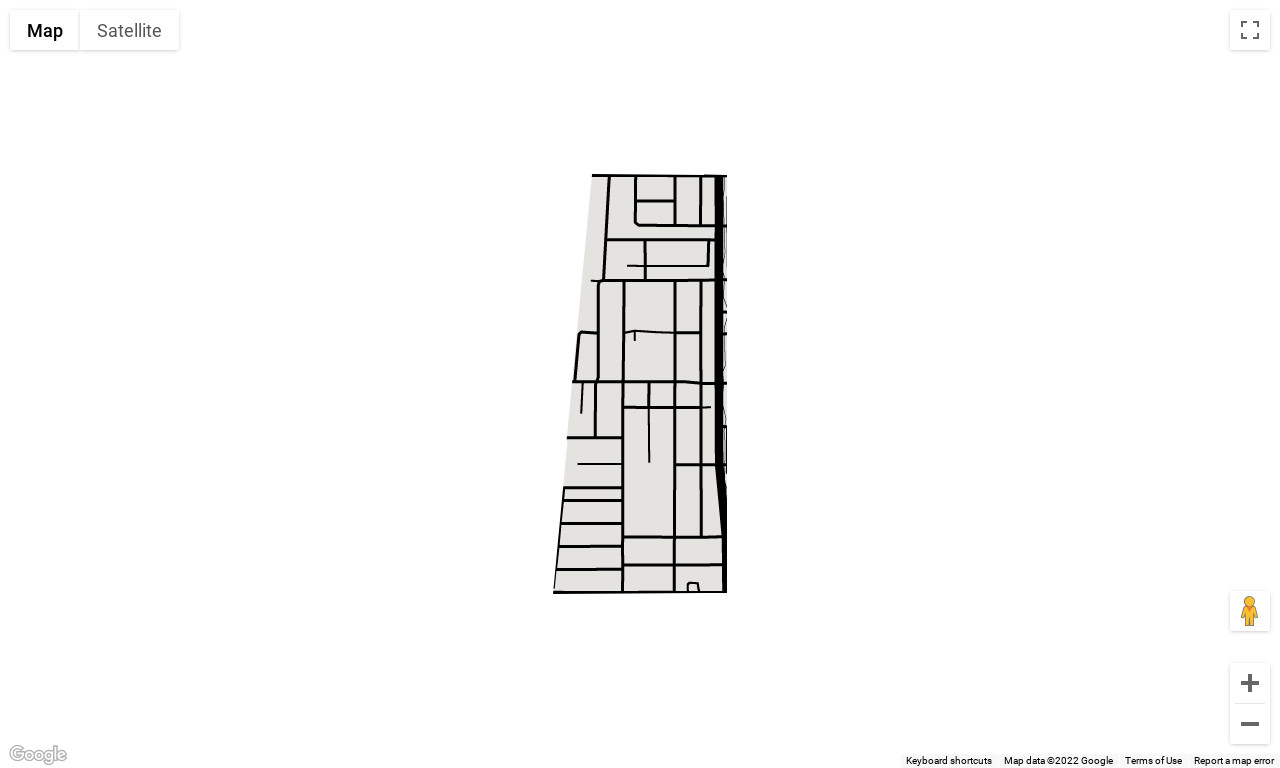 Map
Satellite
Google
Keyboard shortcuts
Map data ©2022 Google
Terms of Use
Report a map error